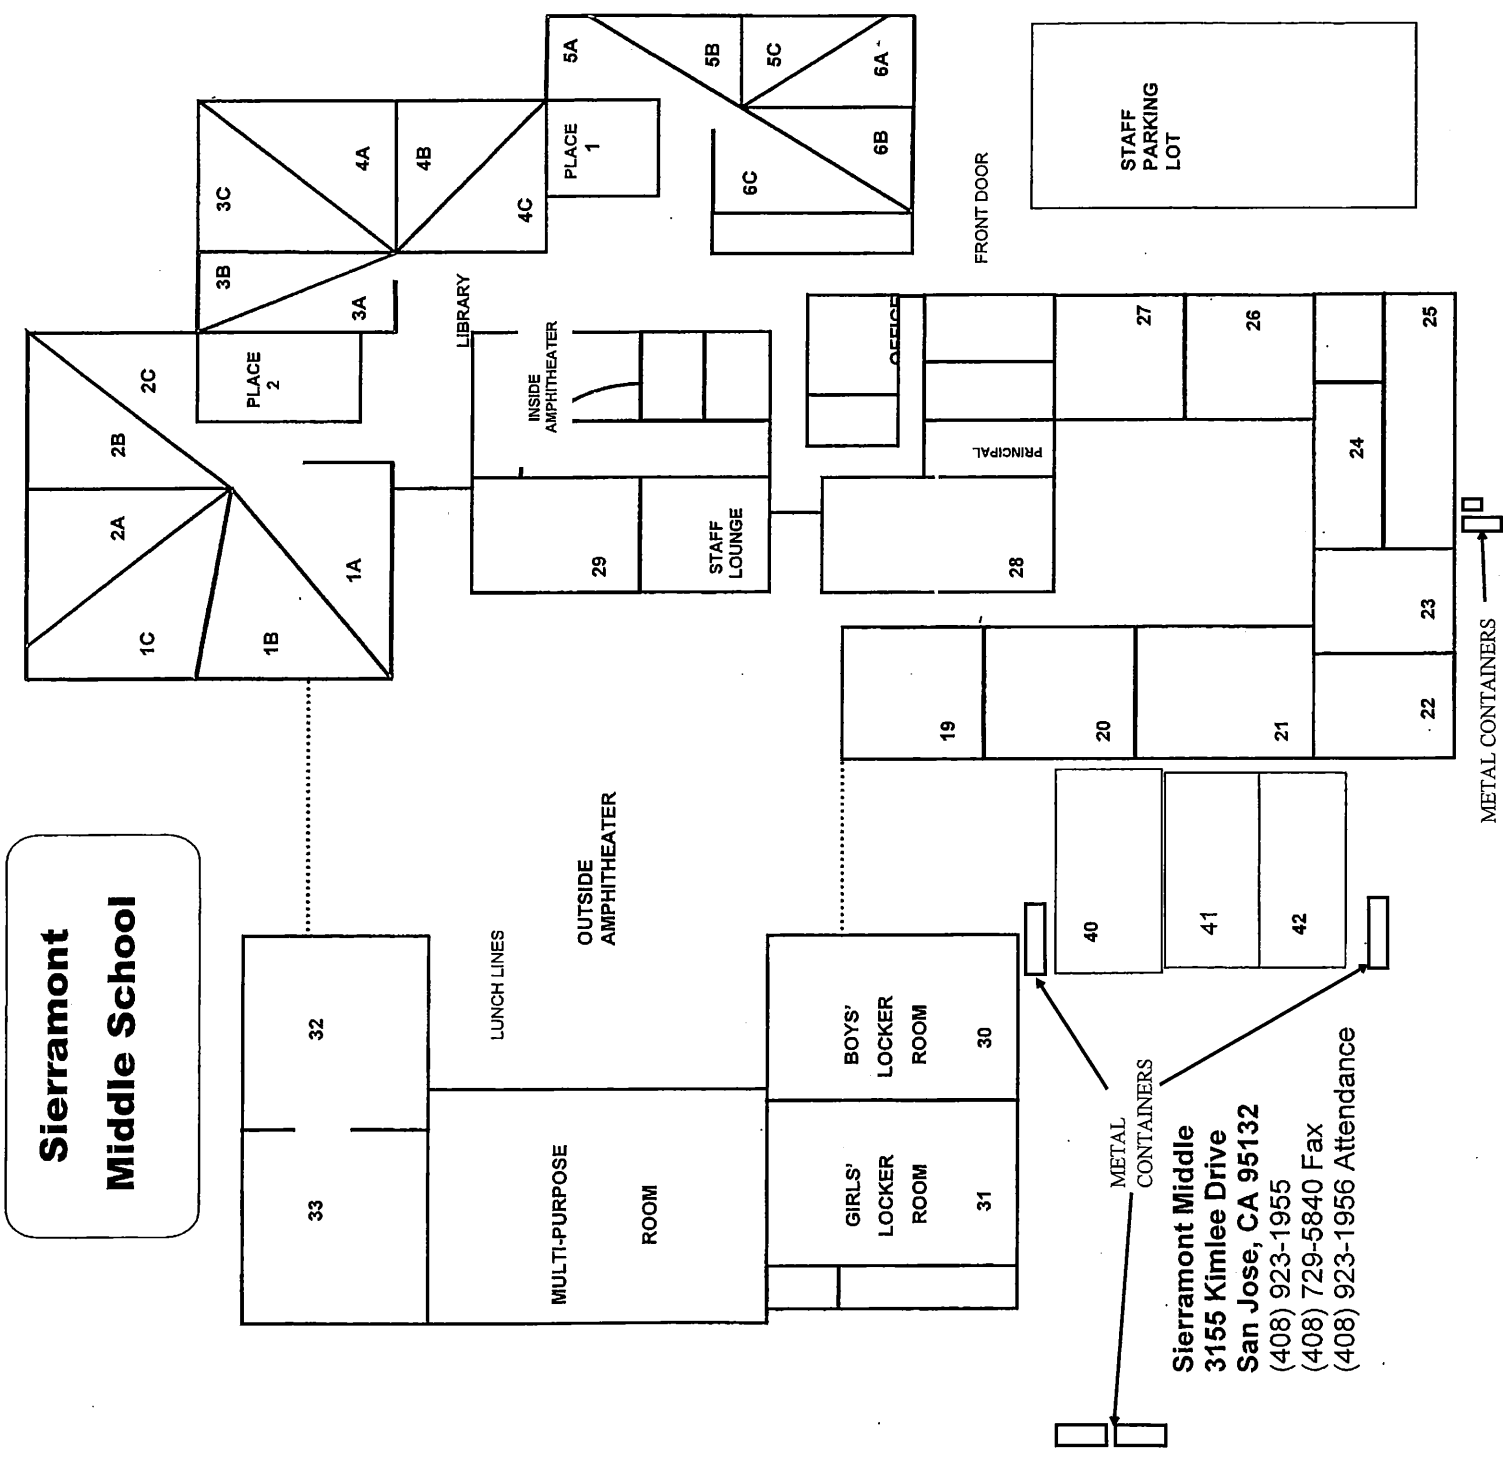 Sierramont
Middle School
33
32
MULTI-PURPOSE
ROOM
LUNCH LINES
OUTSIDE
AMPHITHEATER
GIRLS'
LOCKER
ROOM
31
BOYS'
LOCKER
ROOM
30
1C
1B
1A
2A
2B
2C
PLACE
2
3A
3B
3C
4A
4B
4C
LIBRARY
INSIDE
AMPHITHEATER
29
STAFF
LOUNGE
PLACE
1
5A
5B
5C
6A
6B
6C
FRONT DOOR
STAFF
PARKING
LOT
OFFICE
PRINCIPAL
28
27
26
25
24
23
22
21
20
19
40
41
42
METAL CONTAINERS
METAL
CONTAINERS
Sierramont Middle
3155 Kimlee Drive
San Jose, CA 95132
(408) 923-1955
(408) 729-5840 Fax
(408) 923-1956 Attendance